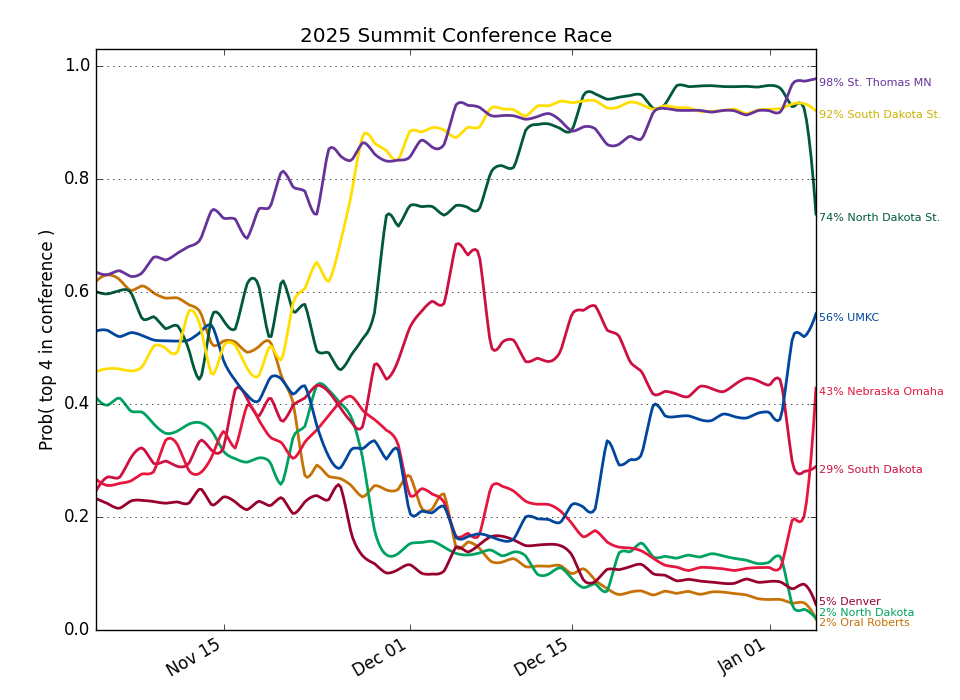 2025 Summit Conference Race
Prob( top 4 in conference )
1.0
0.8
0.6
0.4
0.2
0.0
Nov 15
Dec 01
Dec 15
Jan 01
98% St. Thomas MN
92% South Dakota St.
74% North Dakota St.
56% UMKC
43% Nebraska Omaha
29% South Dakota
5% Denver
2% North Dakota
2% Oral Roberts